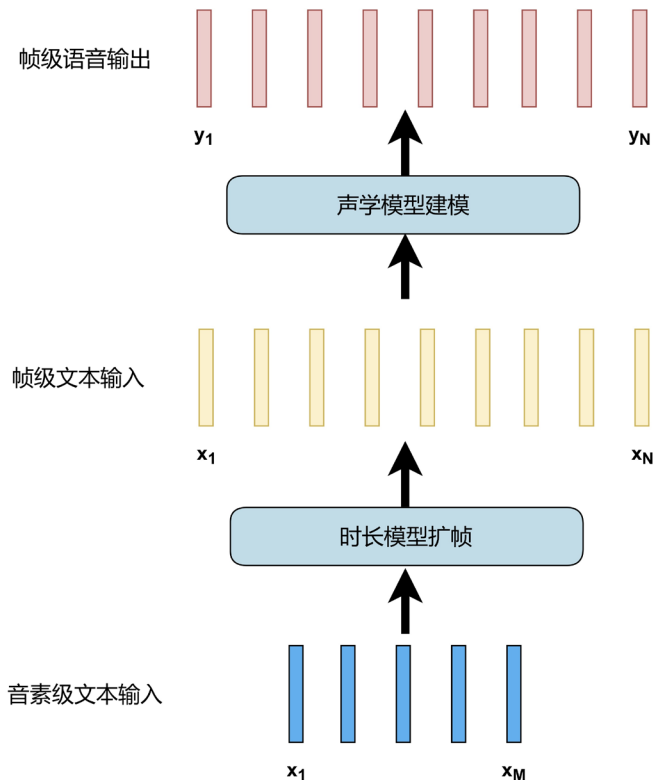 帧级语音输出
y1 yN
声学模型建模
帧级文本输入
x1 xN
时长模型扩帧
音素级文本输入
x1 xM